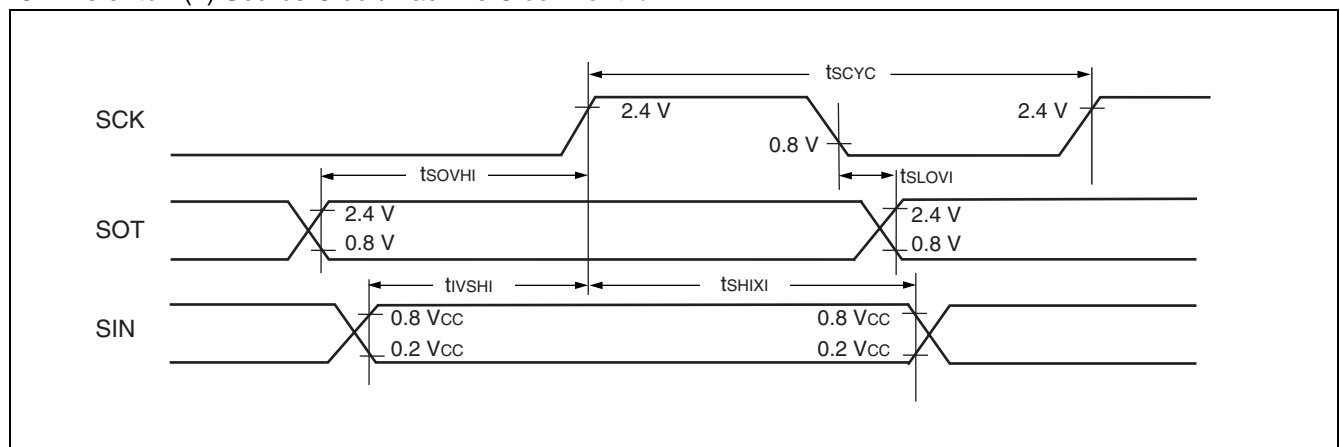 tSCYC
SCK
2.4 V
2.4 V
0.8 V
tSOVHI
tSLOVI
SOT
2.4 V
2.4 V
0.8 V
0.8 V
tIVSHI
tSHIXI
SIN
0.8 VCC
0.8 VCC
0.2 VCC
0.2 VCC